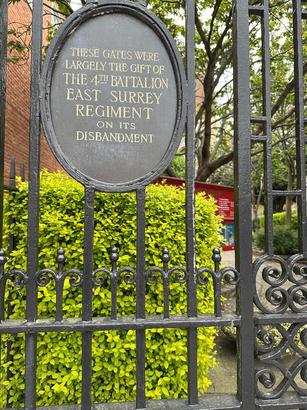 THESE GATES WERE
LARGELY THE GIFT OF
THE 4TH BATTALION
EAST SURREY
REGIMENT
ON ITS
DISBANDMENT